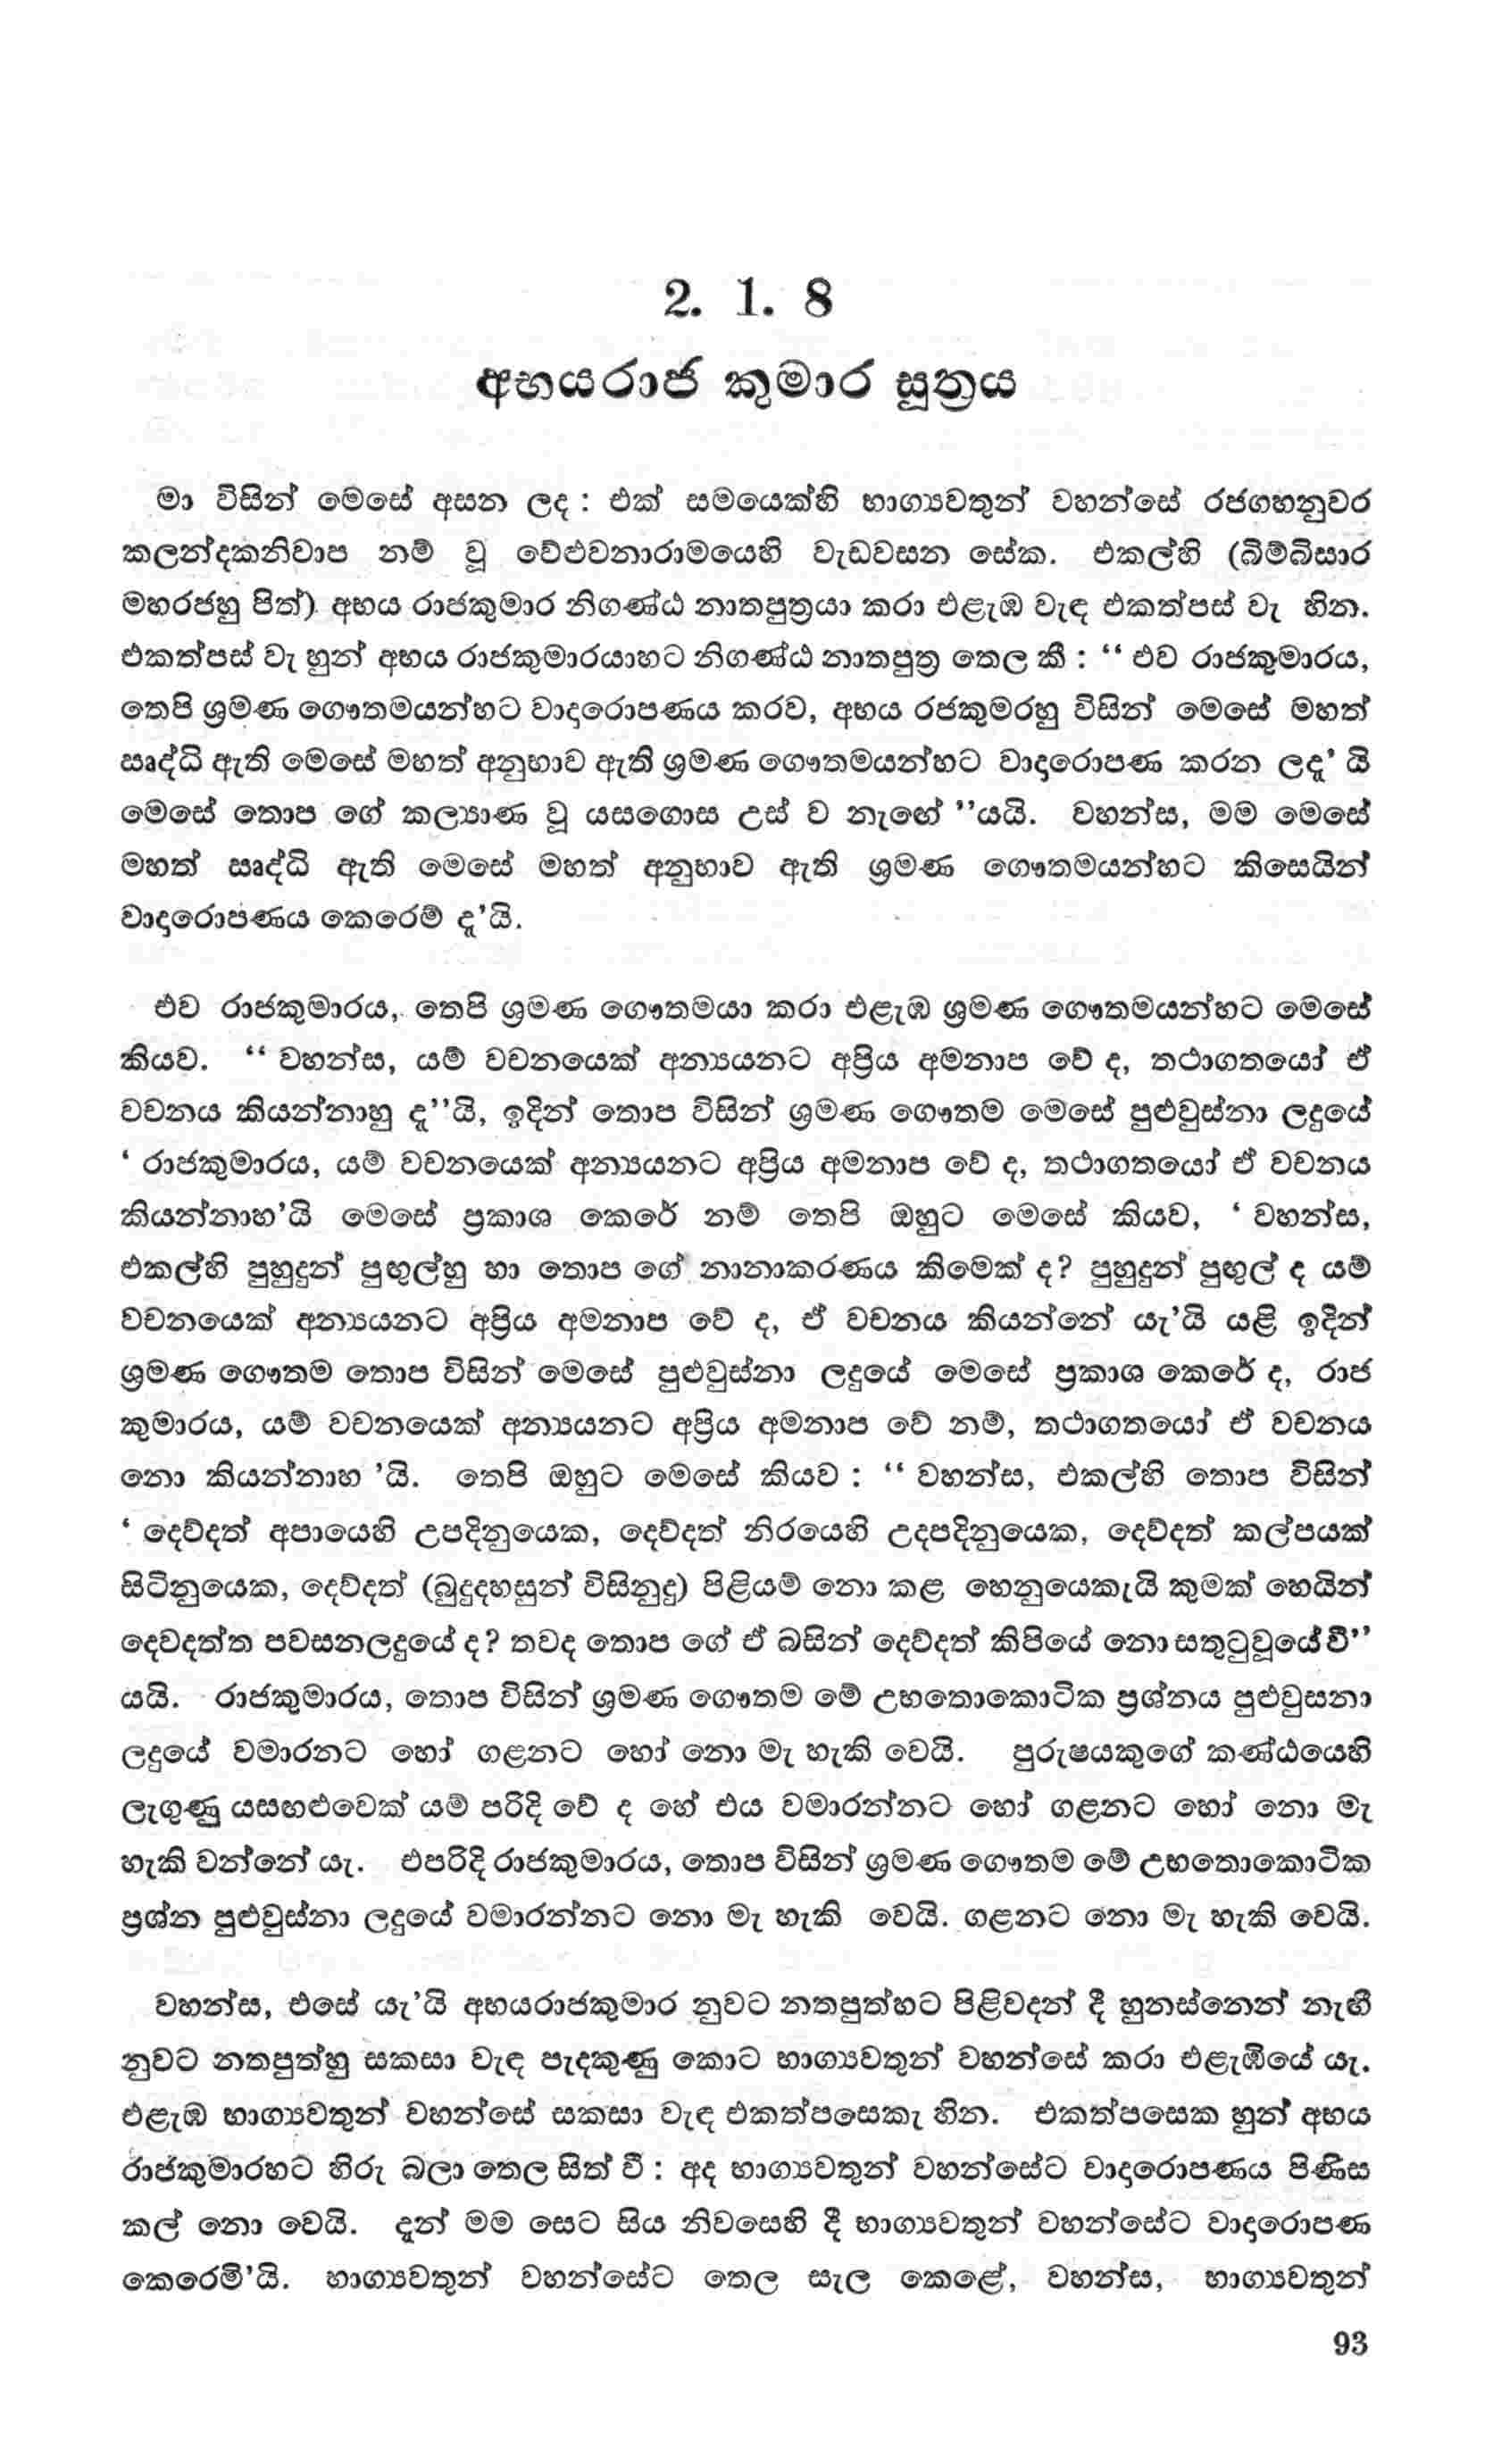 2. 1. 8
අභයරාජ කුමාර සූත්‍රය
මා විසින් මෙසේ අසන ලද : එක් සමයෙක්හි භාග්‍යවතුන් වහන්සේ රජගහනුවර
කලන්දකනිවාප නම් වූ වේළුවනාරාමයෙහි වැඩවසන සේක. එකල්හි (බිම්බිසාර
මහරජහු පිත්) අභය රාජකුමාර නිගණ්ඨ නාතපුත්‍රයා කරා එළැඹ වැඳ එකත්පස් වැ හින.
එකත්පස් වැ හුන් අභය රාජකුමාරයාහට නිගණ්ඨ නාතපුත්‍ර තෙල කී : “ එව රාජකුමාරය,
තෙපි ශ්‍රමණ ගෞතමයන්හට වාදාරොපණය කරව, අභය රජකුමරහු විසින් මෙසේ මහත්
ඍද්ධි ඇති මෙසේ මහත් අනුභාව ඇති ශ්‍රමණ ගෞතමයන්හට වාදාරොපණ කරන ලදැ’ යි
මෙසේ තොප ගේ කල්‍යාණ වූ යසගොස උස් ව නැඟේ ’’යයි. වහන්ස, මම මෙසේ
මහත් ඍද්ධි ඇති මෙසේ මහත් අනුභාව ඇති ශ්‍රමණ ගෞතමයන්හට කිසෙයින්
වාදාරොපණය කෙරෙම් දැ’යි.
එව රාජකුමාරය, තෙපි ශ්‍රමණ ගෞතමයා කරා එළැඹ ශ්‍රමණ ගෞතමයන්හට මෙසේ
කියව. “ වහන්ස, යම් වචනයෙක් අන්‍යයනට අප්‍රිය අමනාප වේ ද, තථාගතයෝ ඒ
වචනය කියන්නාහු දැ’’යි, ඉදින් තොප විසින් ශ්‍රමණ ගෞතම මෙසේ පුළුවුස්නා ලදුයේ
‘ රාජකුමාරය, යම් වචනයෙක් අන්‍යයනට අප්‍රිය අමනාප වේ ද, තථාගතයෝ ඒ වචනය
කියන්නාහ’යි මෙසේ ප්‍රකාශ කෙරේ නම් තෙපි ඔහුට මෙසේ කියව, ‘ වහන්ස,
එකල්හි පුහුදුන් පුඟුල්හු හා තොප ගේ නානාකරණය කිමෙක් ද? පුහුදුන් පුඟුල් ද යම්
වචනයෙක් අන්‍යයනට අප්‍රිය අමනාප වේ ද, ඒ වචනය කියන්නේ යැ’යි යළි ඉදින්
ශ්‍රමණ ගෞතම තොප විසින් මෙසේ පුළුවුස්නා ලදුයේ මෙසේ ප්‍රකාශ කෙරේ ද, රාජ
කුමාරය, යම් වචනයෙක් අන්‍යයනට අප්‍රිය අමනාප වේ නම්, තථාගතයෝ ඒ වචනය
නො කියන්නාහ ’යි. තෙපි ඔහුට මෙසේ කියව : “ වහන්ස, එකල්හි තොප විසින්
‘ දෙව්දත් අපායෙහි උපදිනුයෙක, දෙව්දත් නිරයෙහි උදපදිනුයෙක, දෙව්දත් කල්පයක්
සිටිනුයෙක, දෙව්දත් (බුදුදහසුන් විසිනුදු) පිළියම් නො කළ හෙනුයෙකැයි කුමක් හෙයින්
දෙවදත්ත පවසනලදුයේ ද? තවද තොප ගේ ඒ බසින් දෙව්දත් කිපියේ නොසතුටුවූයේවී’’
යයි. රාජකුමාරය, තොප විසින් ශ්‍රමණ ගෞතම මේ උභතොකොටික ප්‍රශ්නය පුළුවුසනා
ලදුයේ වමාරනට හෝ ගළනට හෝ නො මැ හැකි වෙයි. පුරුෂයකුගේ කණ්ඨයෙහි
ලැගුණු යසඟළුවෙක් යම් පරිදි වේ ද හේ එය වමාරන්නට හෝ ගළනට හෝ නො මැ
හැකි වන්නේ යැ. එපරිදි රාජකුමාරය, තොප විසින් ශ්‍රමණ ගෞතම මේ උභතොකොටික
ප්‍රශ්න පුළුවුස්නා ලදුයේ වමාරන්නට නො මැ හැකි වෙයි. ගළනට නො මැ හැකි වෙයි.
වහන්ස, එසේ යැ’යි අභයරාජකුමාර නුවට නතපුත්හට පිළිවදන් දී හුනස්නෙන් නැඟී
නුවට නතපුත්හු සකසා වැඳ පැදකුණු කොට භාග්‍යවතුන් වහන්සේ කරා එළැඹියේ යැ.
එළැඹ භාග්‍යවතුන් වහන්සේ සකසා වැඳ එකත්පසෙකැ හින. එකත්පසෙක හුන් අභය
රාජකුමාරහට හිරු බලා තෙල සිත් වී : අද භාග්‍යවතුන් වහන්සේට වාදාරොපණය පිණිස
කල් නො වෙයි. දැන් මම සෙට සිය නිවසෙහි දී භාග්‍යවතුන් වහන්සේට වාදාරොපණ
කෙරෙමි’යි. භාග්‍යවතුන් වහන්සේට තෙල සැල කෙළේ, වහන්ස, භාග්‍යවතුන්
93